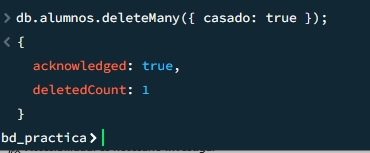 > db.alumnos.deleteMany({ casado: true });
< {
acknowledged: true,
deletedCount: 1
}
bd_practica>